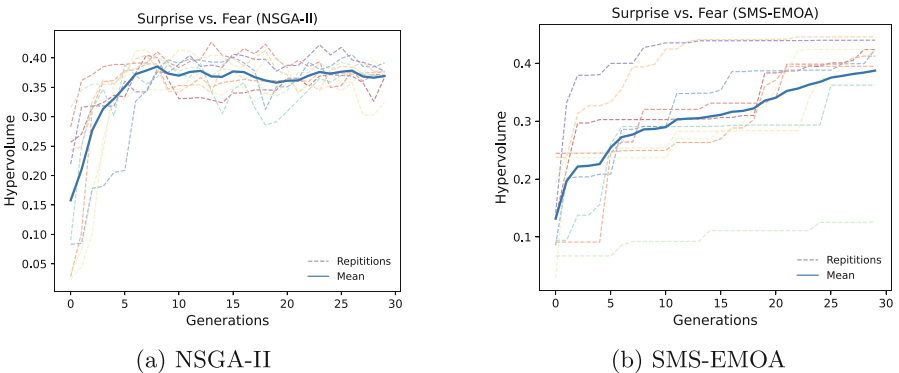 Surprise vs. Fear (NSGA-II)
0.40
0.35
0.30
0.25
0.20
0.15
0.10
0.05
Hypervolume
Repititions
Mean
0 5 10 15 20 25 30
Generations
(a) NSGA-II
Surprise vs. Fear (SMS-EMOA)
0.4
0.3
0.2
0.1
Hypervolume
Repititions
Mean
0 5 10 15 20 25 30
Generations
(b) SMS-EMOA